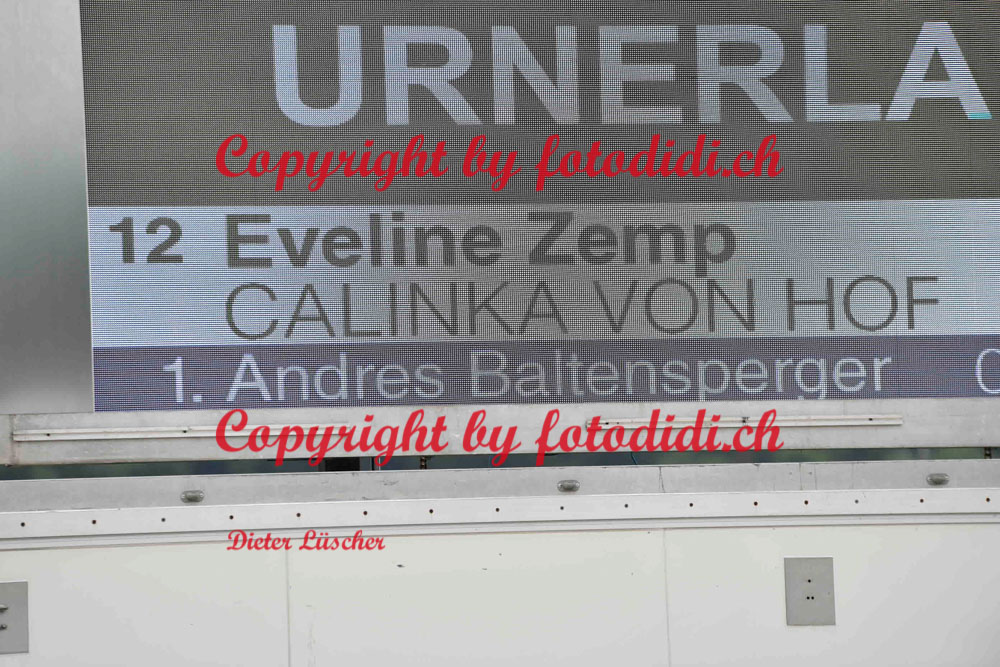 URNERLA
Copyright by fotodidi.ch
12 Eveline Zemp
CALINKA VON HOF
1. Andres Baltensperger
Copyright by fotodidi.ch
Dieter Lüscher